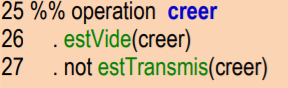 25 %% operation creer
26 . estVide(creer)
27 . not estTransmis(creer)